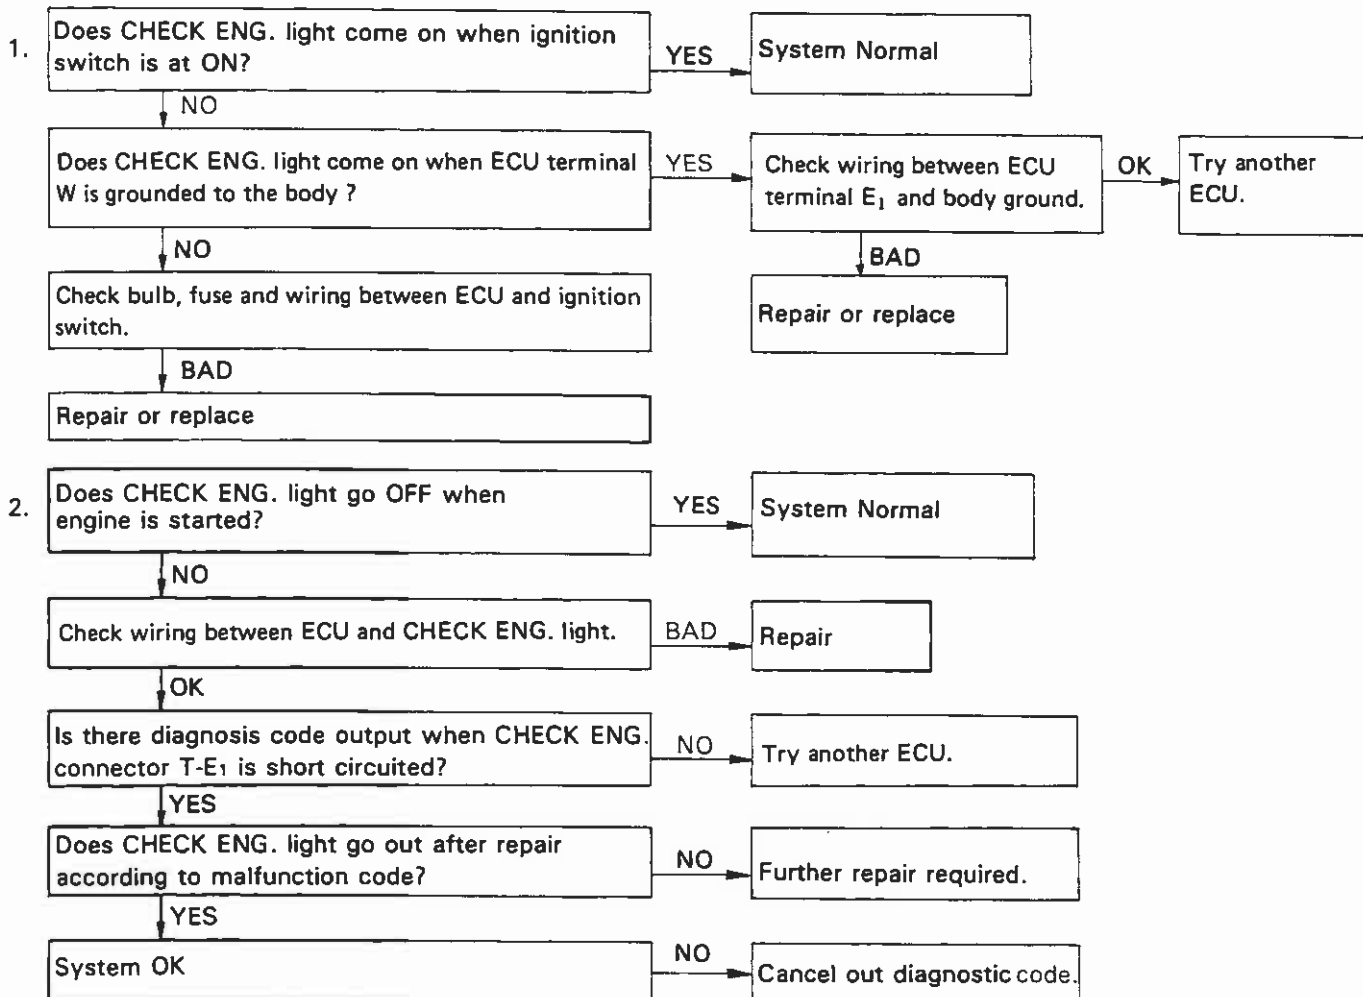 1.
Does CHECK ENG. light come on when ignition
switch is at ON?
YES
System Normal
NO
Does CHECK ENG. light come on when ECU terminal
W is grounded to the body ?
YES
Check wiring between ECU
terminal E₁ and body ground.
OK
Try another
ECU.
NO
BAD
Check bulb, fuse and wiring between ECU and ignition
switch.
Repair or replace
BAD
Repair or replace
2.
Does CHECK ENG. light go OFF when
engine is started?
YES
System Normal
NO
Check wiring between ECU and CHECK ENG. light.
BAD
Repair
OK
Is there diagnosis code output when CHECK ENG.
connector T-E₁ is short circuited?
NO
Try another ECU.
YES
Does CHECK ENG. light go out after repair
according to malfunction code?
NO
Further repair required.
YES
System OK
NO
Cancel out diagnostic code.